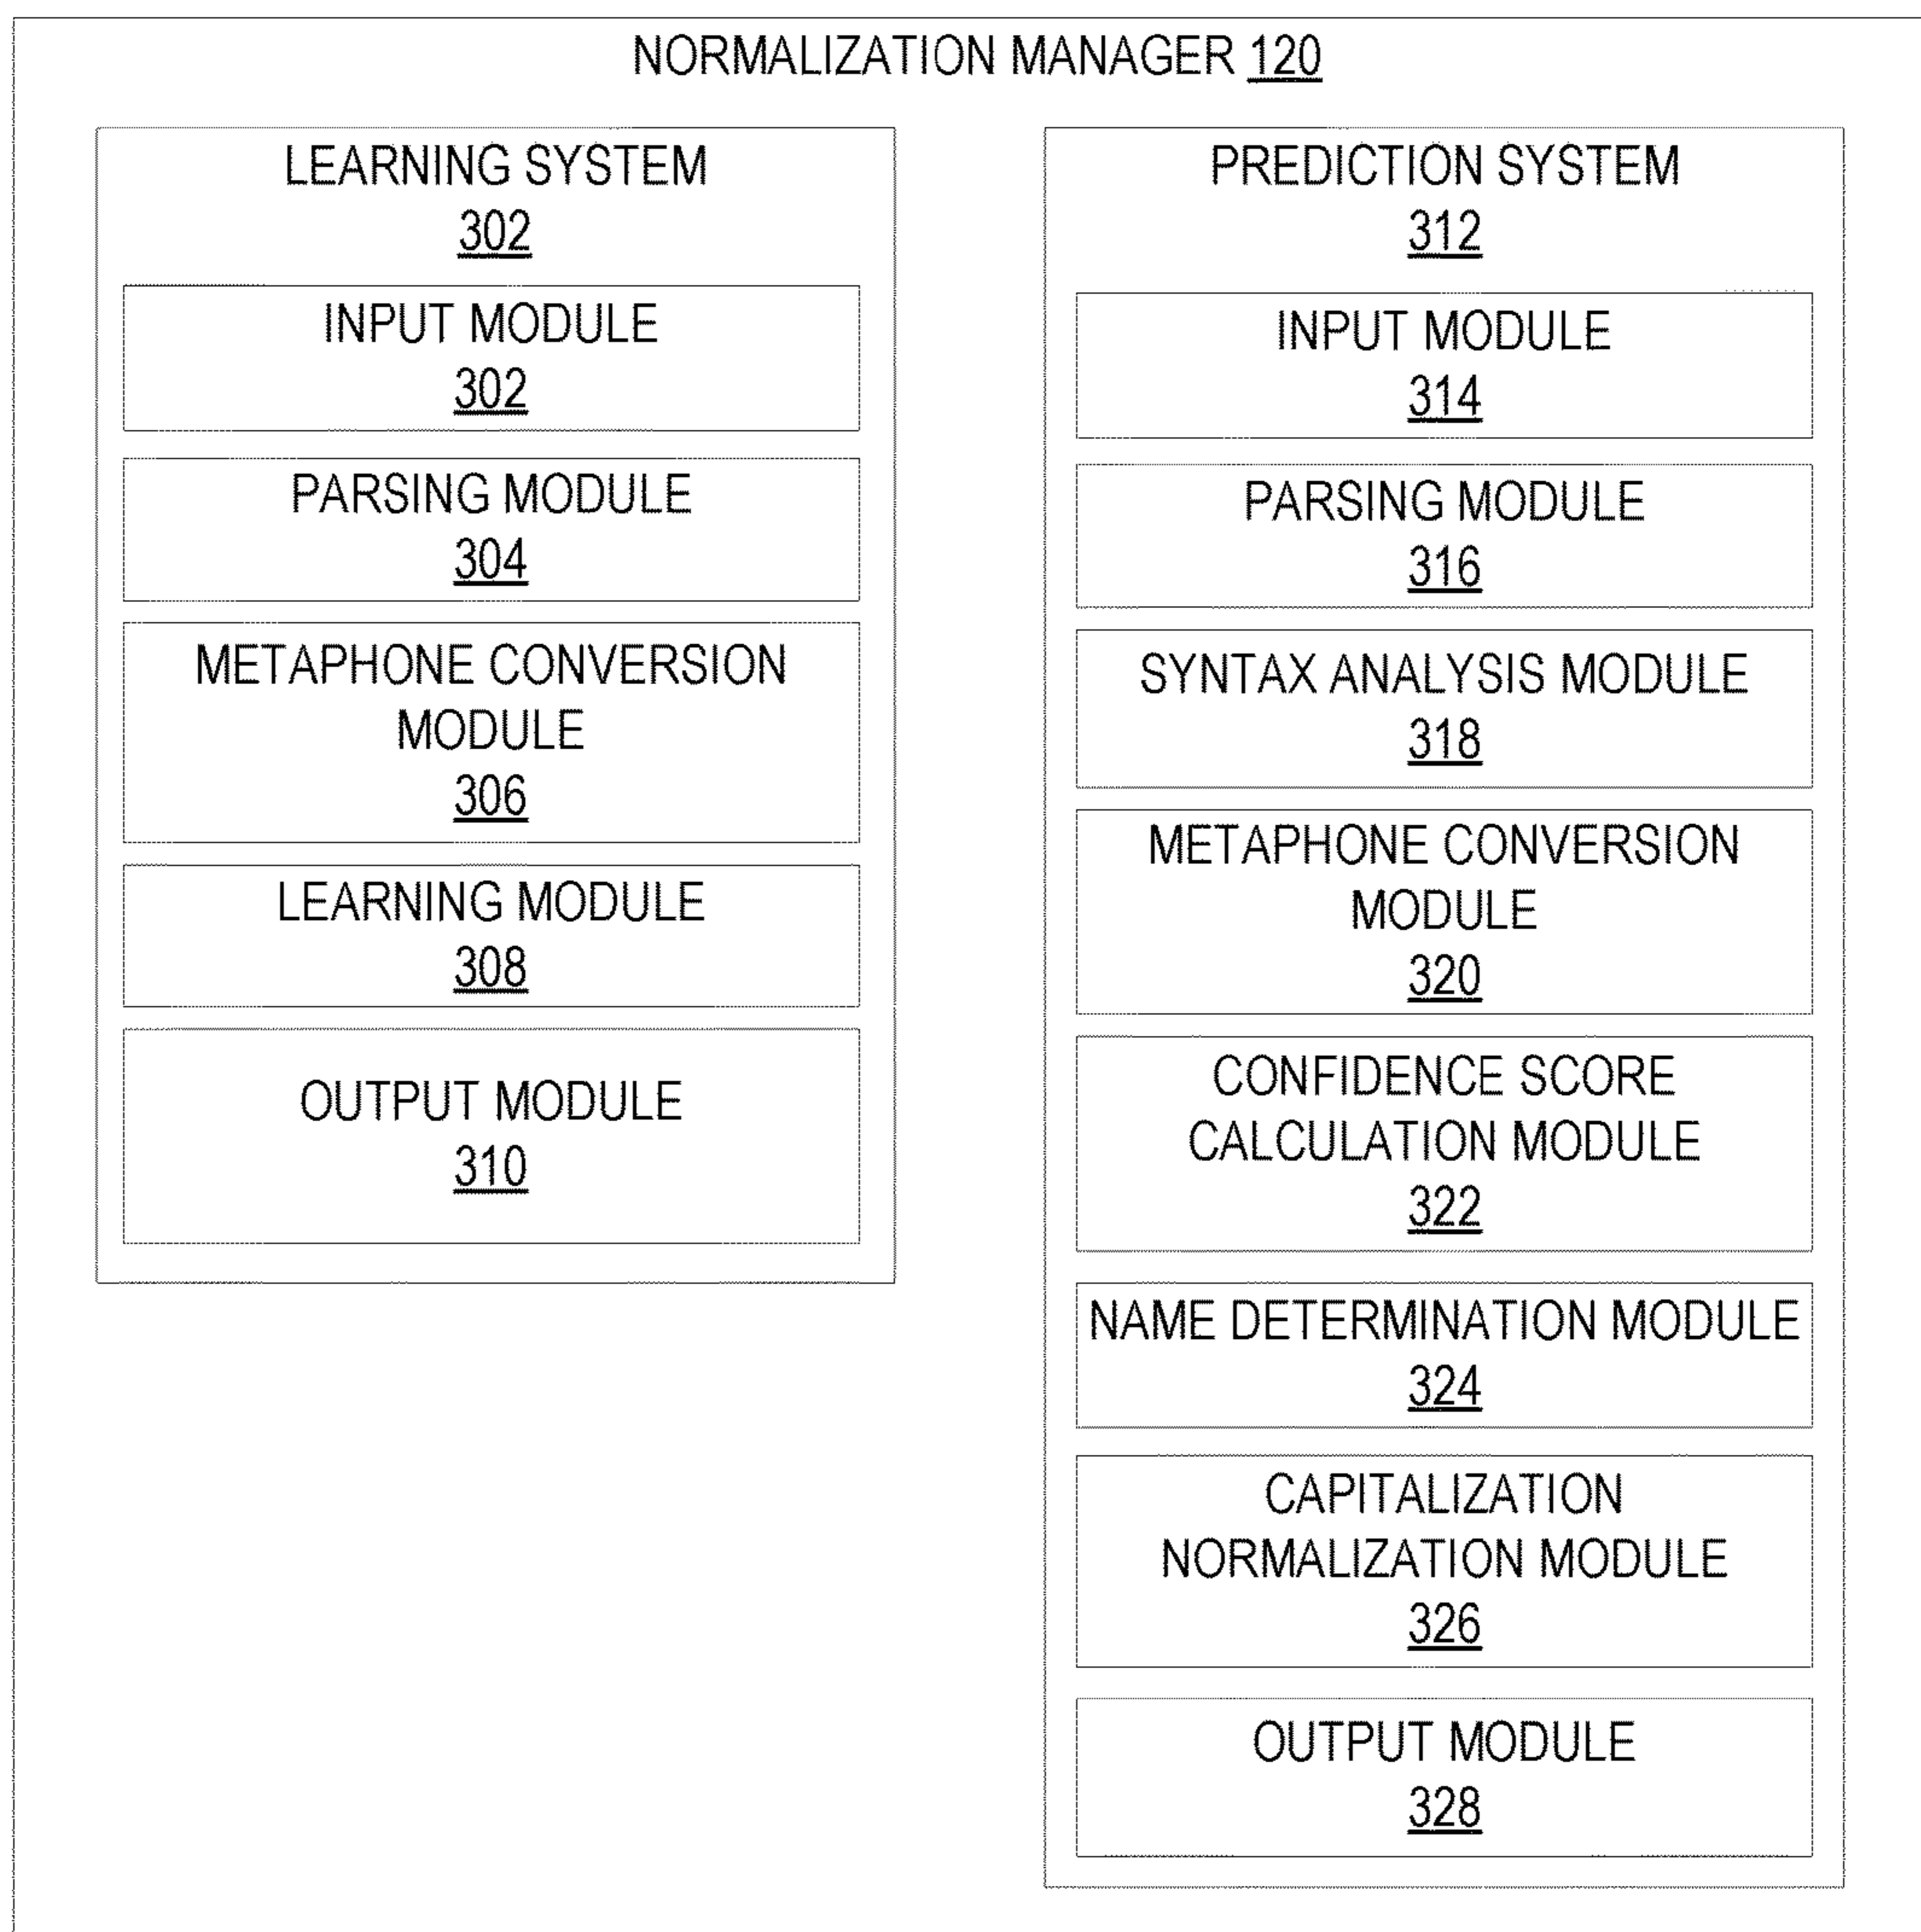 NORMALIZATION MANAGER 120
LEARNING SYSTEM
302
INPUT MODULE
302
PARSING MODULE
304
METAPHONE CONVERSION
MODULE
306
LEARNING MODULE
308
OUTPUT MODULE
310
PREDICTION SYSTEM
312
INPUT MODULE
314
PARSING MODULE
316
SYNTAX ANALYSIS MODULE
318
METAPHONE CONVERSION
MODULE
320
CONFIDENCE SCORE
CALCULATION MODULE
322
NAME DETERMINATION MODULE
324
CAPITALIZATION
NORMALIZATION MODULE
326
OUTPUT MODULE
328